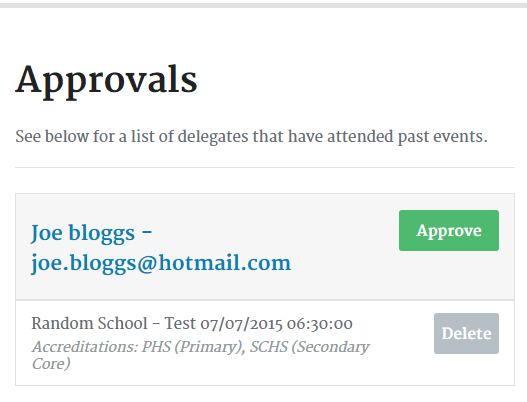 Approvals
See below for a list of delegates that have attended past events.
Joe bloggs -
joe.bloggs@hotmail.com
Approve
Random School - Test 07/07/2015 06:30:00
Accreditations: PHS (Primary), SCHS (Secondary
Core)
Delete